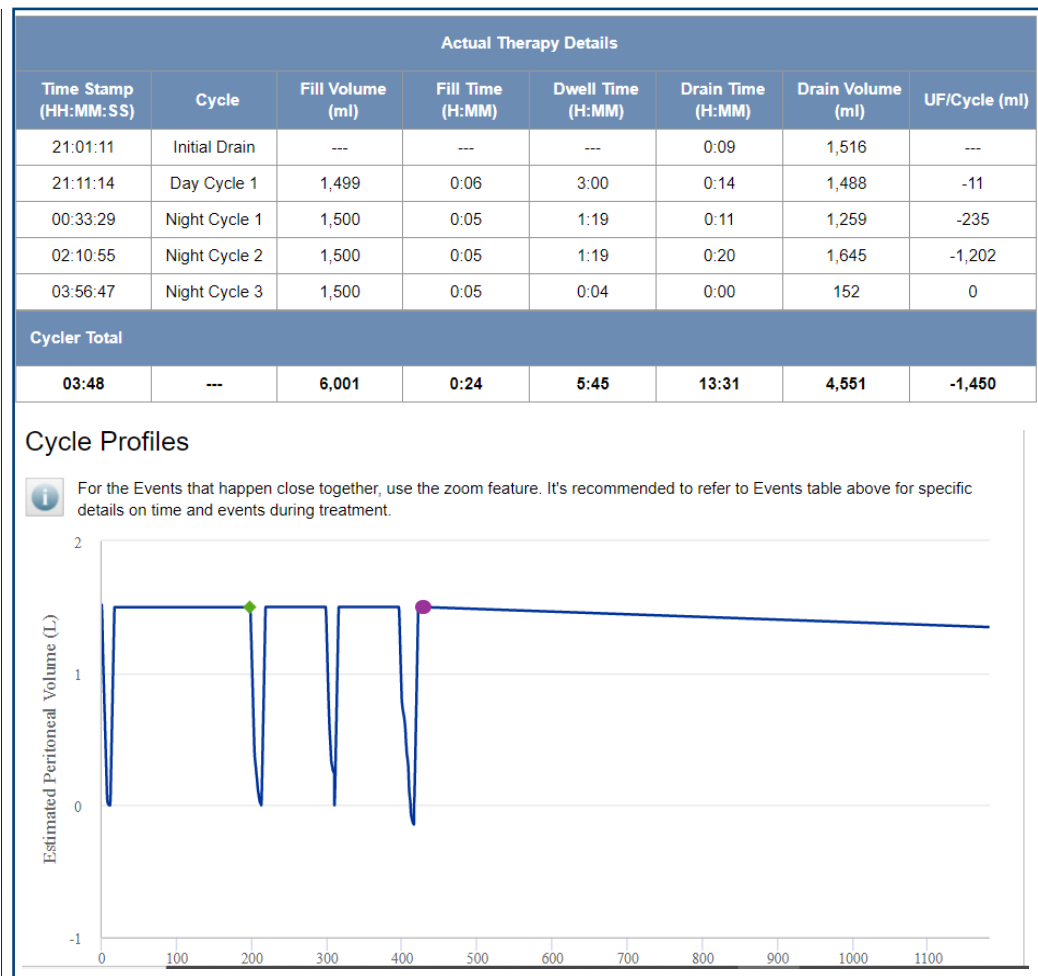 Actual Therapy Details
Time Stamp (HH:MM:SS) Cycle Fill Volume (ml) Fill Time (H:MM) Dwell Time (H:MM) Drain Time (H:MM) Drain Volume (ml) UF/Cycle (ml)
21:01:11 Initial Drain --- --- --- 0:09 1,516 ---
21:11:14 Day Cycle 1 1,499 0:06 3:00 0:14 1,488 -11
00:33:29 Night Cycle 1 1,500 0:05 1:19 0:11 1,259 -235
02:10:55 Night Cycle 2 1,500 0:05 1:19 0:20 1,645 -1,202
03:56:47 Night Cycle 3 1,500 0:05 0:04 0:00 152 0
Cycler Total
03:48 --- 6,001 0:24 5:45 13:31 4,551 -1,450
Cycle Profiles
For the Events that happen close together, use the zoom feature. It's recommended to refer to Events table above for specific
details on time and events during treatment.
Estimated Peritoneal Volume (L)
2
1
0
-1
0 100 200 300 400 500 600 700 800 900 1000 1100